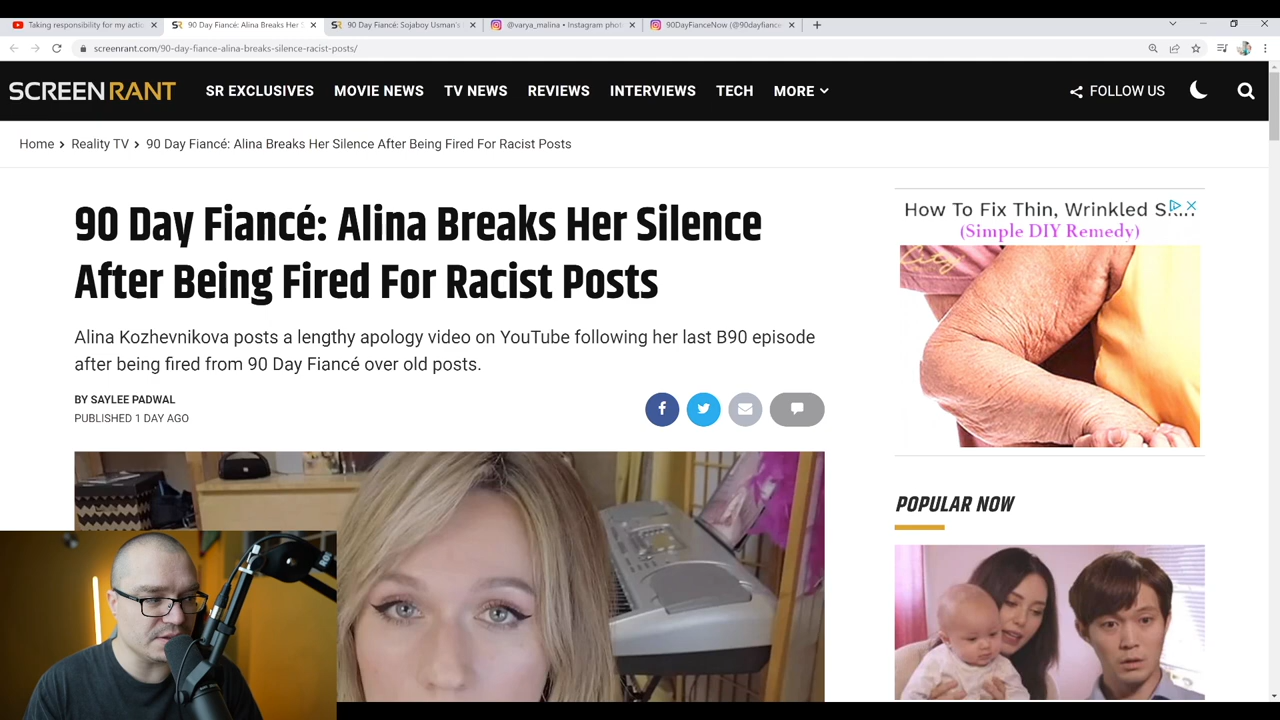 Taking responsibility for my actio
90 Day Fiancé: Alina Breaks Her S
90 Day Fiancé: Sojaboy Usman's
@varya_malina • Instagram phot
90DayFianceNow (@90dayfiance
screenrant.com/90-day-fiance-alina-breaks-silence-racist-posts/
SCREENRANT
SR EXCLUSIVES
MOVIE NEWS
TV NEWS
REVIEWS
INTERVIEWS
TECH
MORE
FOLLOW US
Home > Reality TV > 90 Day Fiancé: Alina Breaks Her Silence After Being Fired For Racist Posts
90 Day Fiancé: Alina Breaks Her Silence
After Being Fired For Racist Posts
Alina Kozhevnikova posts a lengthy apology video on YouTube following her last B90 episode
after being fired from 90 Day Fiancé over old posts.
BY SAYLEE PADWAL
PUBLISHED 1 DAY AGO
How To Fix Thin, Wrinkled
(Simple DIY Remedy)
POPULAR NOW